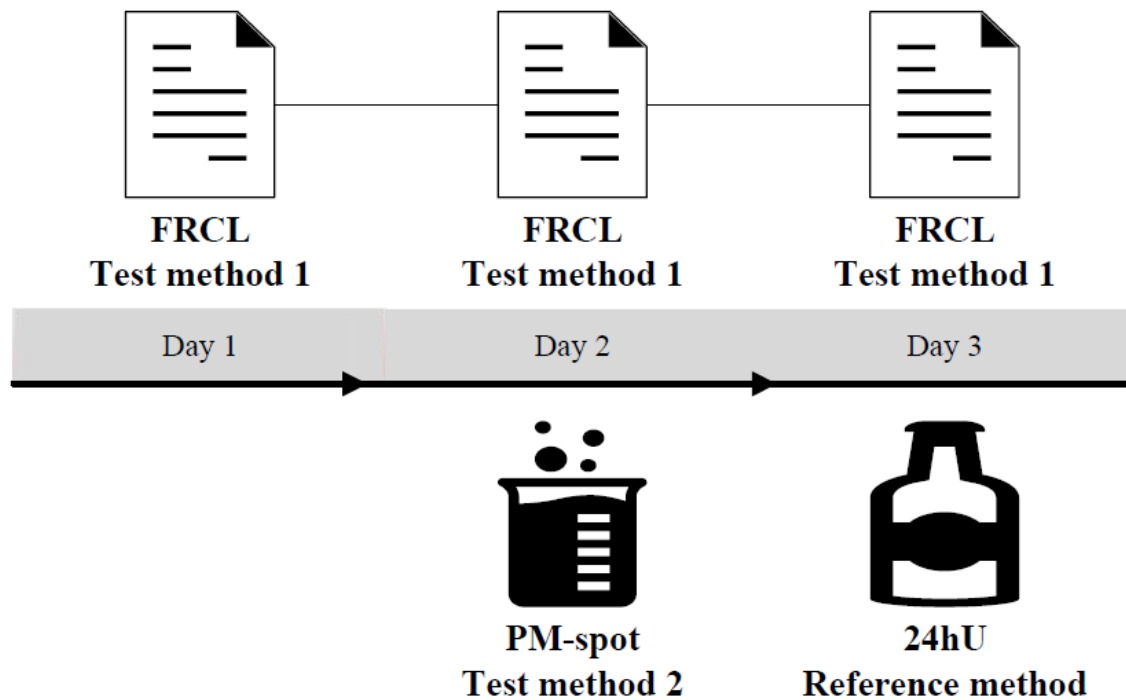 FRCL
Test method 1
FRCL
Test method 1
FRCL
Test method 1
Day 1
Day 2
Day 3
PM-spot
Test method 2
24hU
Reference method